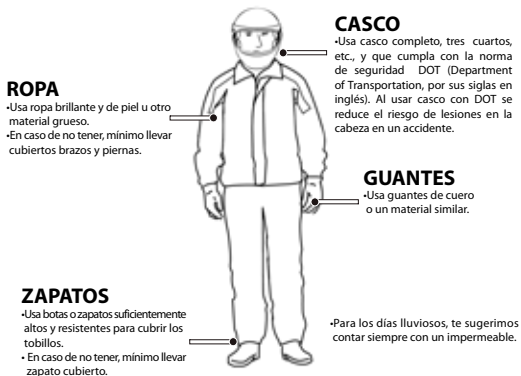 CASCO
•Usa casco completo, tres cuartos,
etc., y que cumpla con la norma
de seguridad DOT (Department
of Transportation, por sus siglas en
inglés). Al usar casco con DOT se
reduce el riesgo de lesiones en la
cabeza en un accidente.
ROPA
•Usa ropa brillante y de piel u otro
material grueso.
•En caso de no tener, mínimo llevar
cubiertos brazos y piernas.
GUANTES
•Usa guantes de cuero
o un material similar.
ZAPATOS
•Usa botas o zapatos suficientemente
altos y resistentes para cubrir los
tobillos.
• En caso de no tener, mínimo llevar
zapato cubierto.
•Para los días lluviosos, te sugerimos
contar siempre con un impermeable.